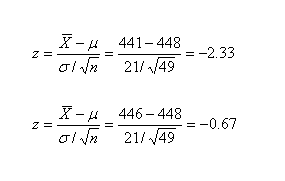 z = (X̄ − μ)/(σ/√n) = (441 − 448)/(21/√49) = −2.33
z = (X̄ − μ)/(σ/√n) = (446 − 448)/(21/√49) = −0.67